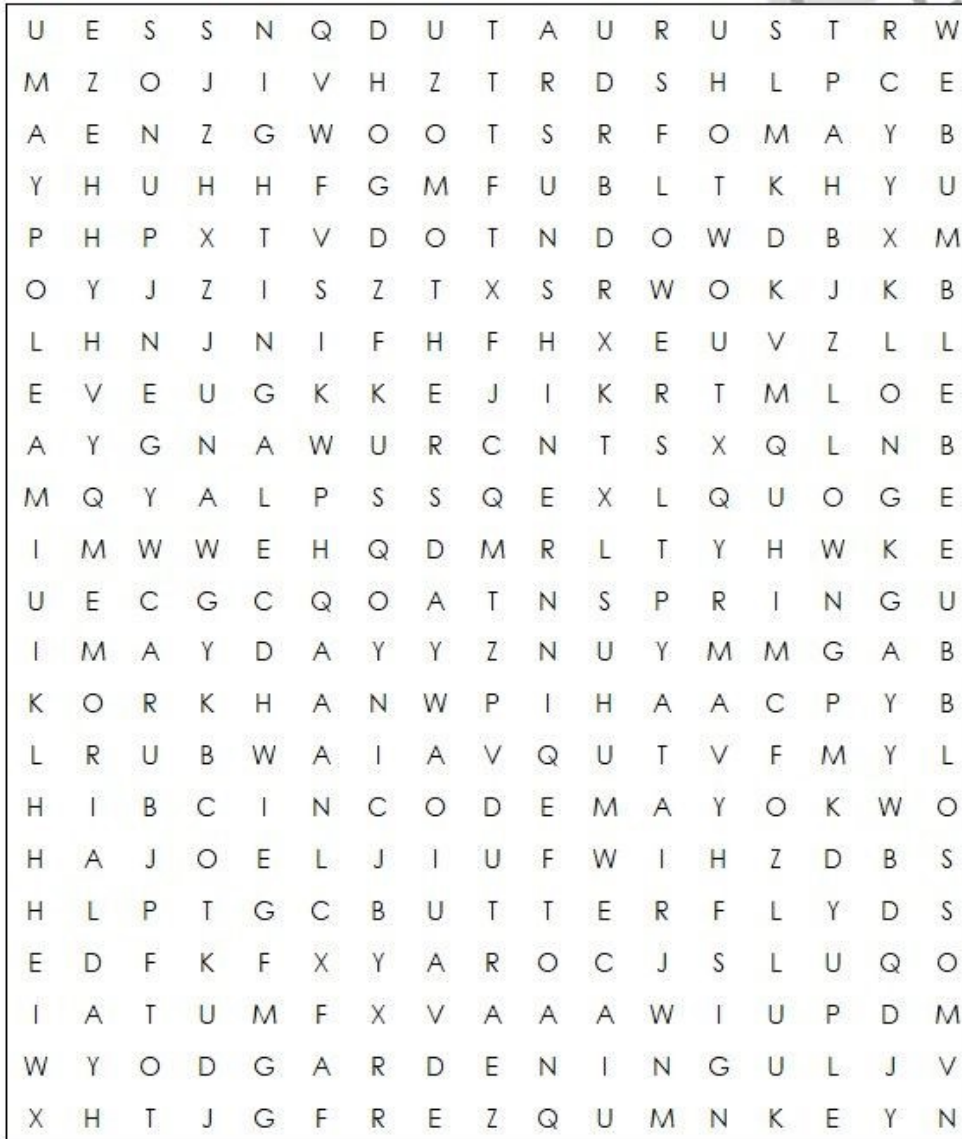 U E S S N Q D U T A U R U S T R W
M Z O J I V H Z T R D S H L P C E
A E N Z G W O O T S R F O M A Y B
Y H U H H F G M F U B L T K H Y U
P H P X T V D O T N D O W D B X M
O Y J Z I S Z T X S R W O K J K B
L H N J N I F H F H X E U V Z L L
E V E U G K K E J I K R T M L O E
A Y G N A W U R C N T S X Q L N B
M Q Y A L P S S Q E X L Q U O G E
I M W W E H Q D M R L T Y H W K E
U E C G C Q O A T N S P R I N G U
I M A Y D A Y Y Z N U Y M M G A B
K O R K H A N W P I H A A C P Y B
L R U B W A I A V Q U T V F M Y L
H I B C I N C O D E M A Y O K W O
H A J O E L J I U F W I H Z D B S
H L P T G C B U T T E R F L Y D S
E D F K F X Y A R O C J S L U Q O
I A T U M F X V A A A W I U P D M
W Y O D G A R D E N I N G U L J V
X H T J G F R E Z Q U M N K E Y N